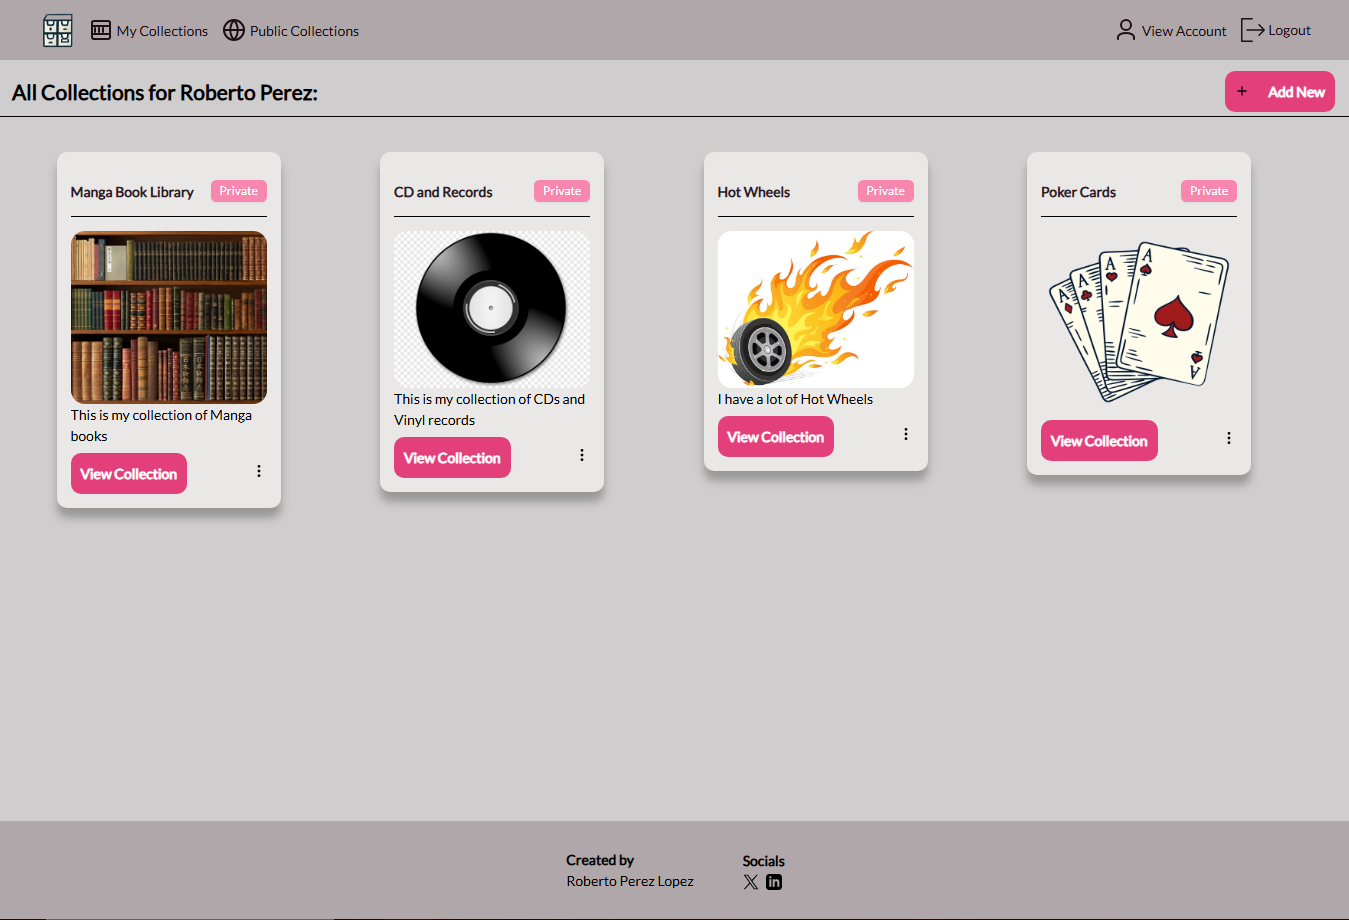 My Collections
Public Collections
View Account
Logout
All Collections for Roberto Perez:
+ Add New
Manga Book Library
Private
This is my collection of Manga
books
View Collection
CD and Records
Private
This is my collection of CDs and
Vinyl records
View Collection
Hot Wheels
Private
I have a lot of Hot Wheels
View Collection
Poker Cards
Private
A
A
A
A
A
View Collection
Created by
Roberto Perez Lopez
Socials
X
in